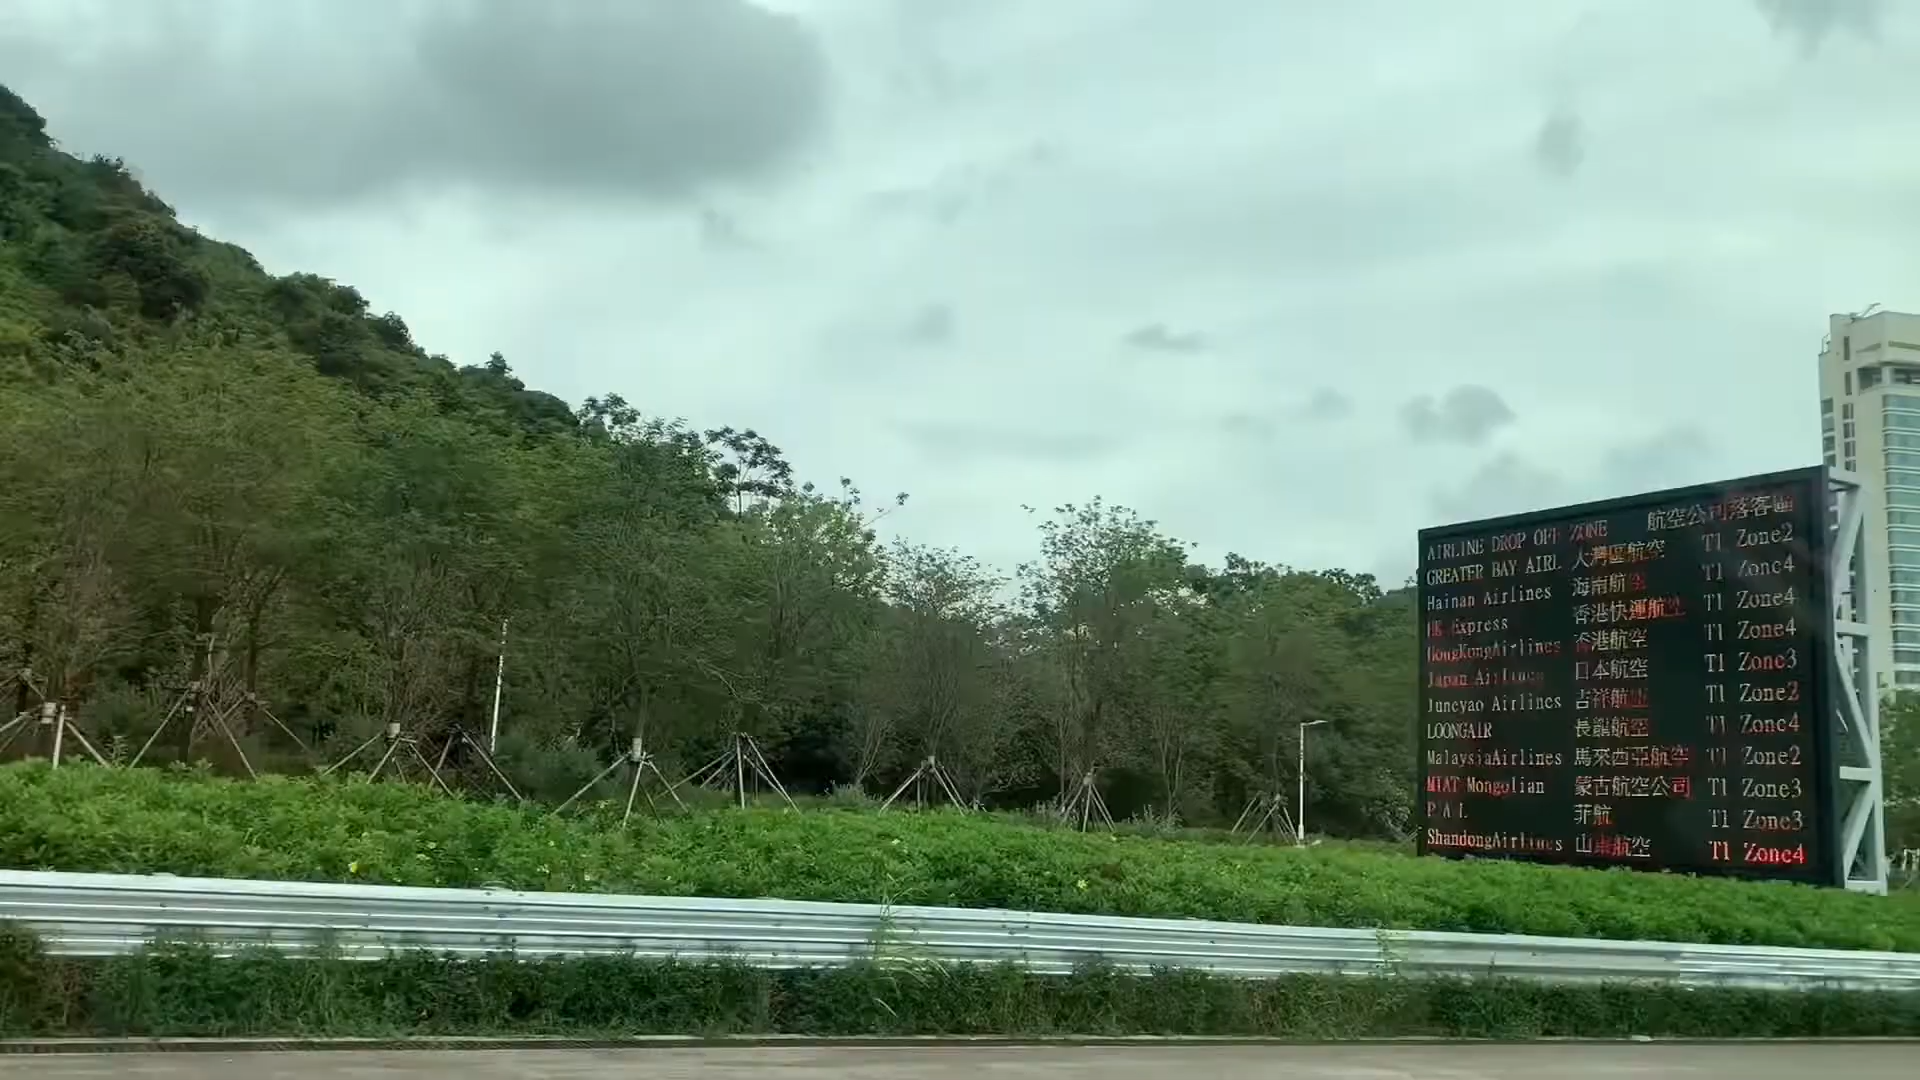 AIRLINE DROP OFF ZONE 航空公司落客區
GREATER BAY AIRL 大灣區航空 T1 Zone2
Hainan Airlines 海南航空 T1 Zone4
HK Express 香港快運航空 T1 Zone4
HongKongAirlines 香港航空 T1 Zone4
Japan Airlines 日本航空 T1 Zone3
Juneyao Airlines 吉祥航空 T1 Zone2
LOONGAIR 長龍航空 T1 Zone4
MalaysiaAirlines 馬來西亞航空 T1 Zone2
MIAT Mongolian 蒙古航空公司 T1 Zone3
P A L 菲航 T1 Zone3
ShandongAirlines 山東航空 T1 Zone4